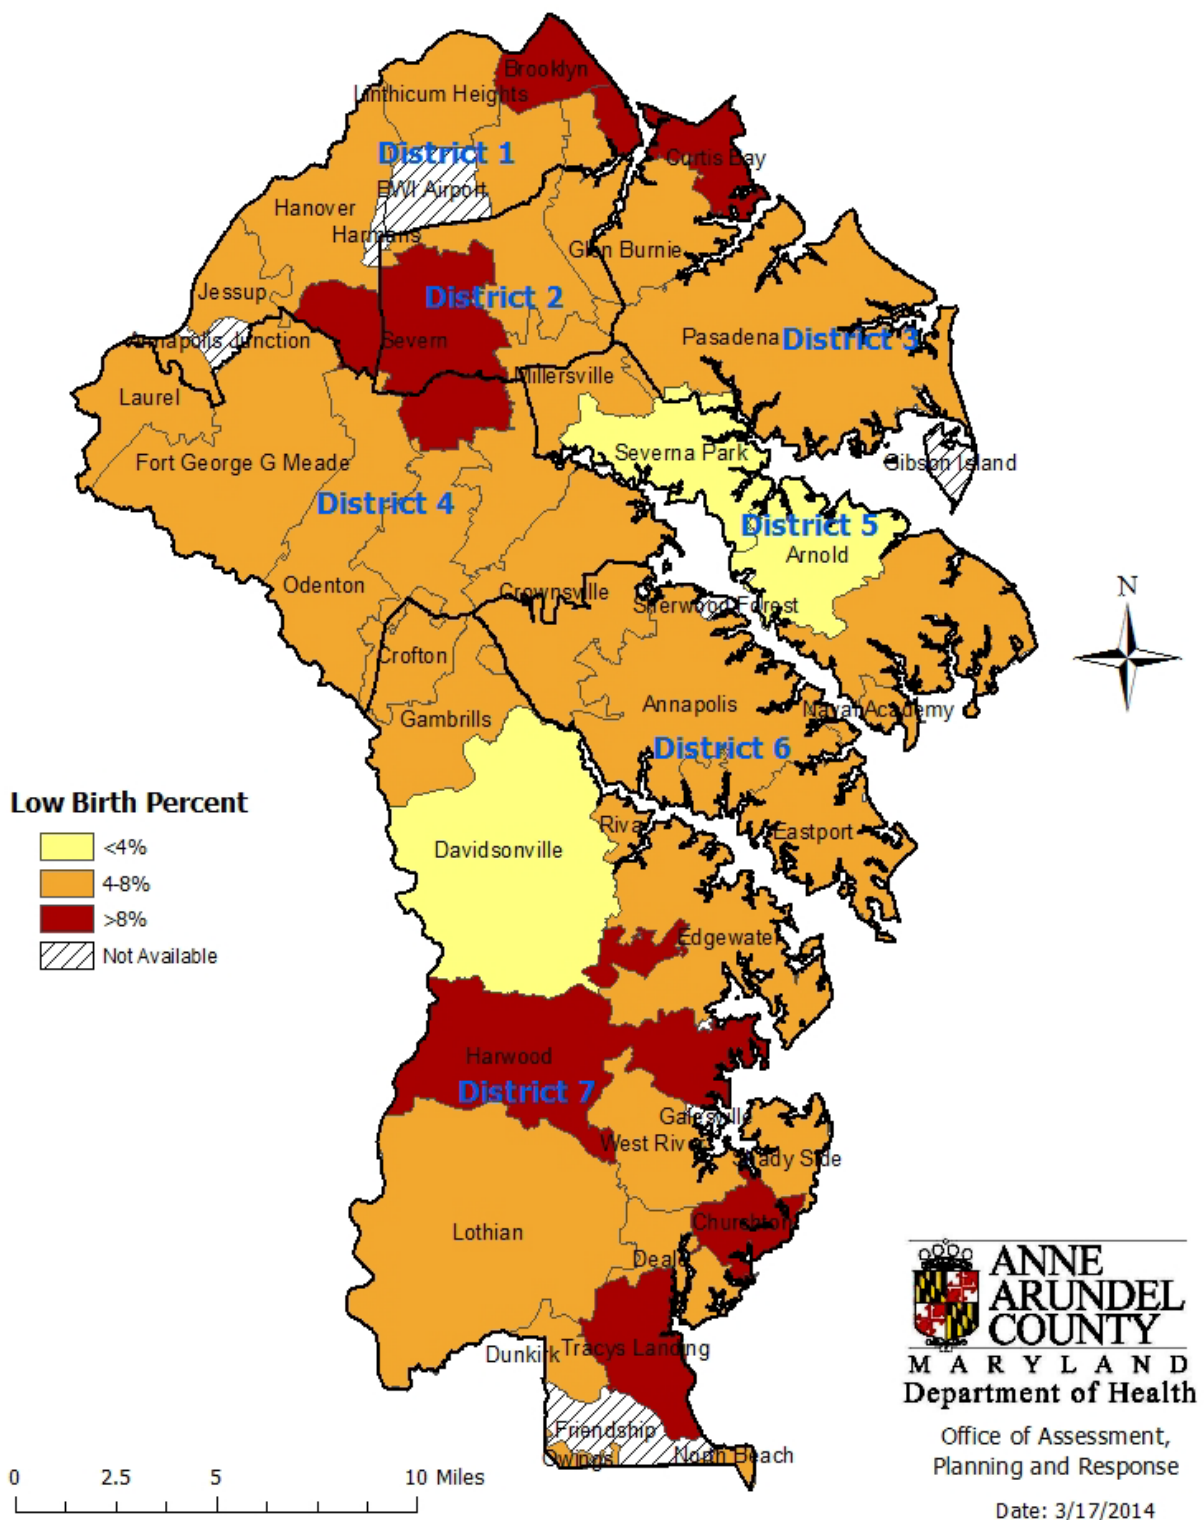 Brooklyn
Linthicum Heights
District 1
Curtis Bay
BWI Airport
Hanover
Harmans
Glen Burnie
Jessup
District 2
Annapolis Junction
Severn
Pasadena
District 3
Millersville
Laurel
Severna Park
Fort George G Meade
Gibson Island
District 4
District 5
Arnold
Odenton
Crownsville
Sherwood Forest
N
Crofton
Annapolis
Naval Academy
Gambrills
District 6
Low Birth Percent
<4%
4-8%
>8%
Not Available
Riva
Eastport
Davidsonville
Edgewater
Harwood
District 7
Galesville
West River
Shady Side
Churchton
Lothian
Deale
Dunkirk
Tracys Landing
Friendship
Owings
North Beach
0 2.5 5 10 Miles
ANNE
ARUNDEL
COUNTY
MARYLAND
Department of Health
Office of Assessment,
Planning and Response
Date: 3/17/2014